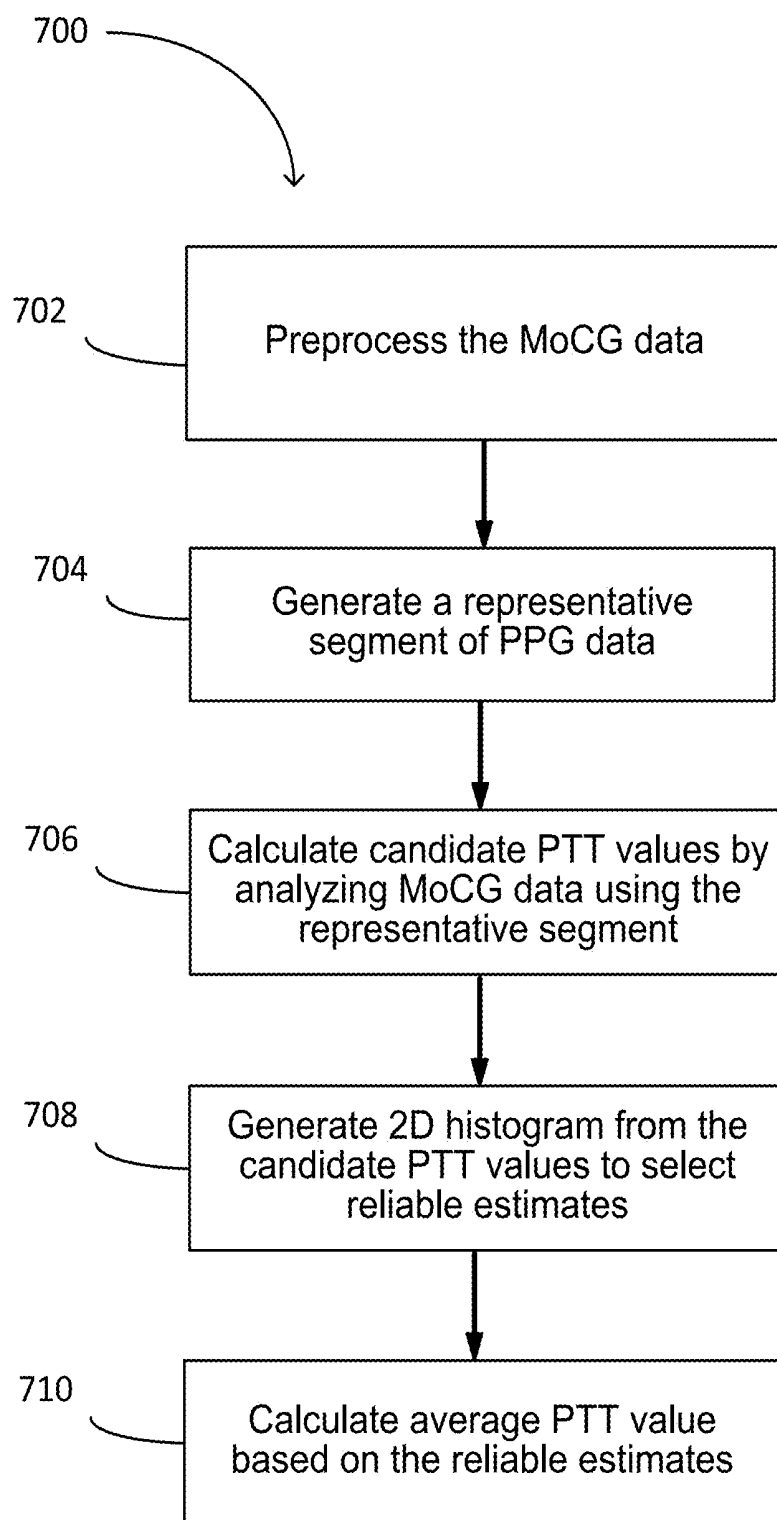 700
702
Preprocess the MoCG data
704
Generate a representative
segment of PPG data
706
Calculate candidate PTT values by
analyzing MoCG data using the
representative segment
708
Generate 2D histogram from the
candidate PTT values to select
reliable estimates
710
Calculate average PTT value
based on the reliable estimates